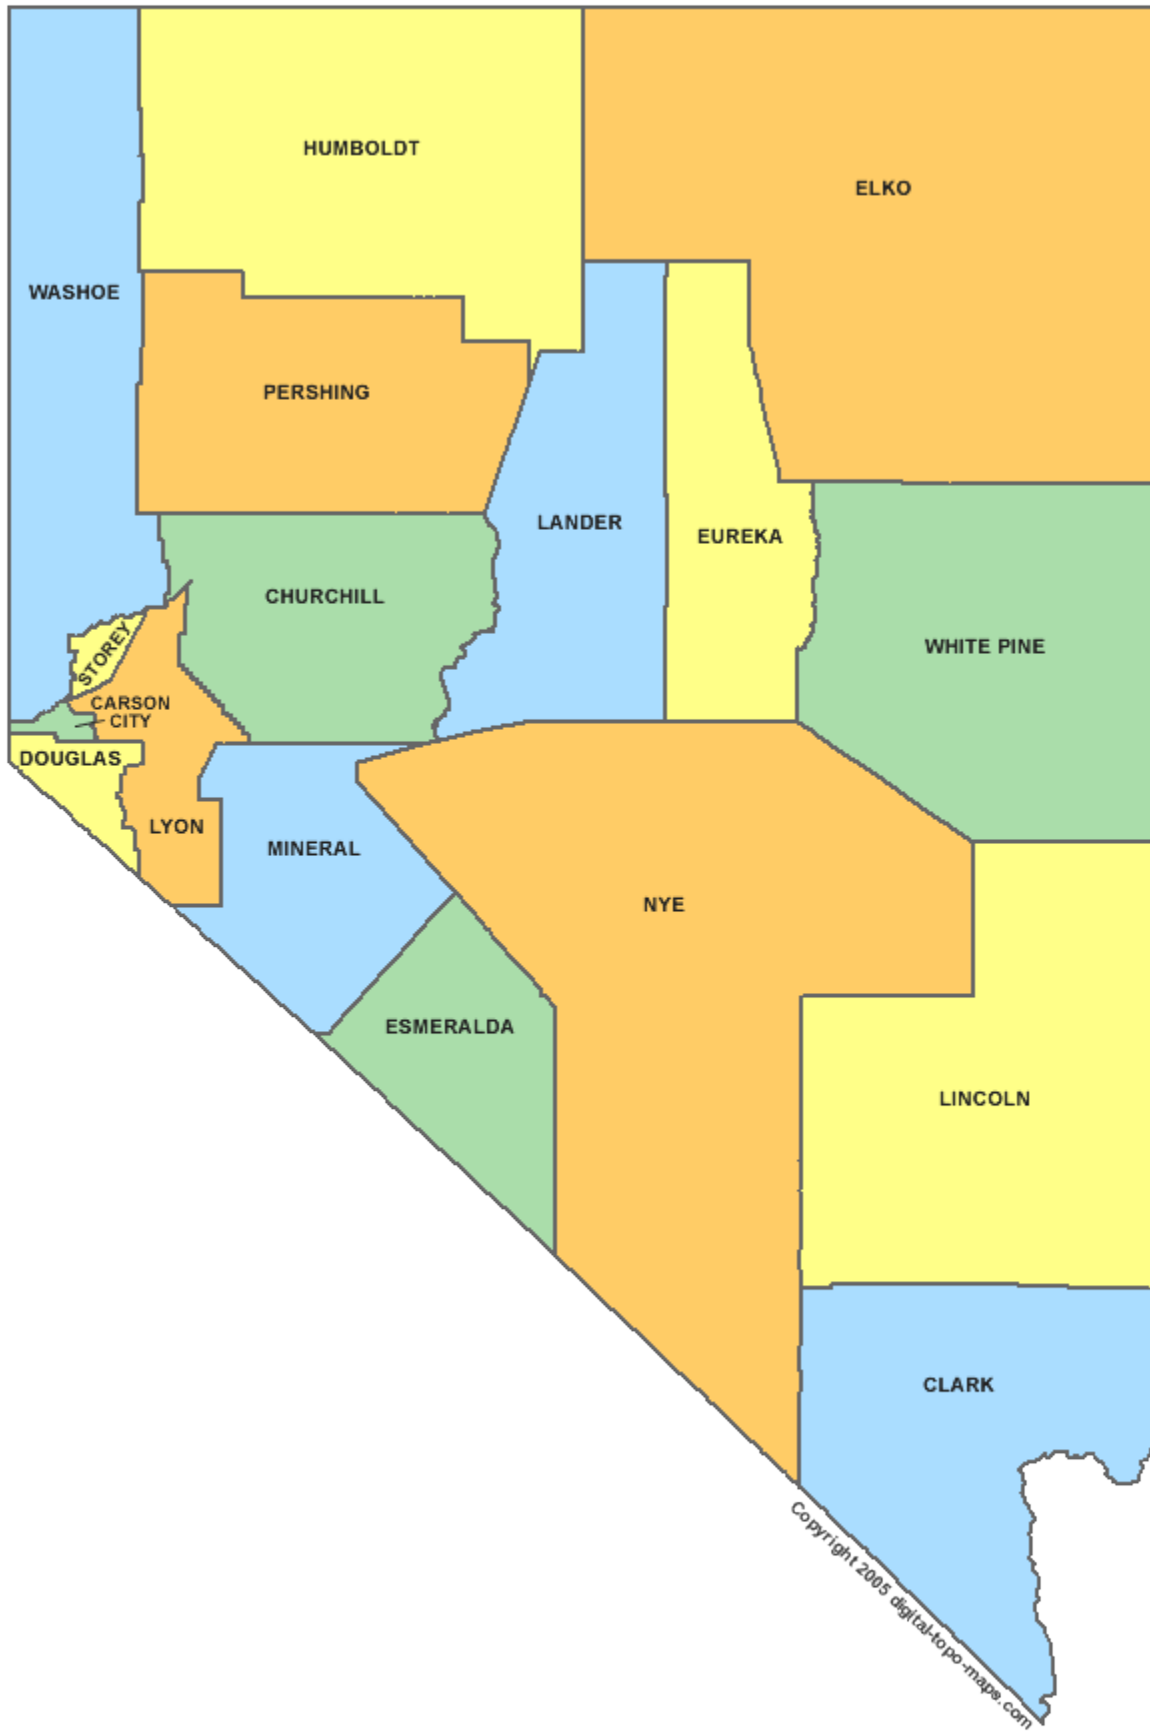 HUMBOLDT
ELKO
WASHOE
PERSHING
LANDER
EUREKA
CHURCHILL
WHITE PINE
STOREY
CARSON
CITY
DOUGLAS
LYON
MINERAL
NYE
ESMERALDA
LINCOLN
CLARK
Copyright 2005 digital-topo-maps.com